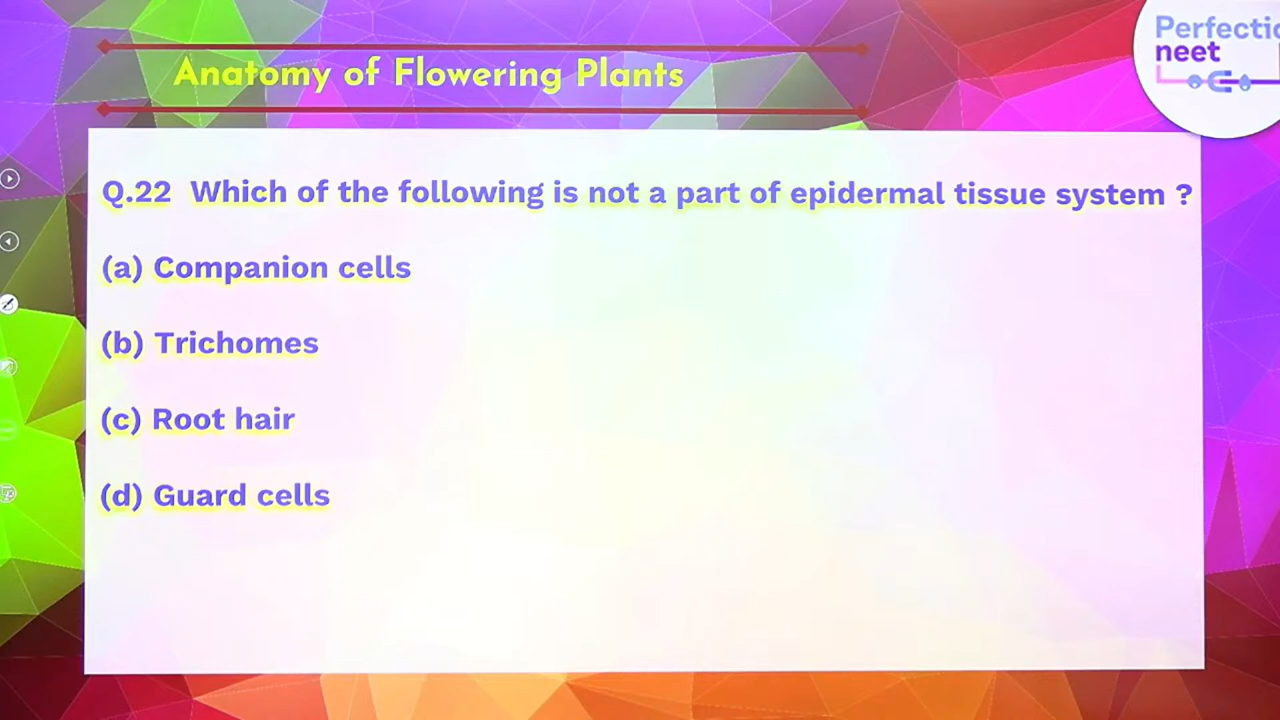 Perfectio
neet
Anatomy of Flowering Plants
Q.22 Which of the following is not a part of epidermal tissue system ?
(a) Companion cells
(b) Trichomes
(c) Root hair
(d) Guard cells